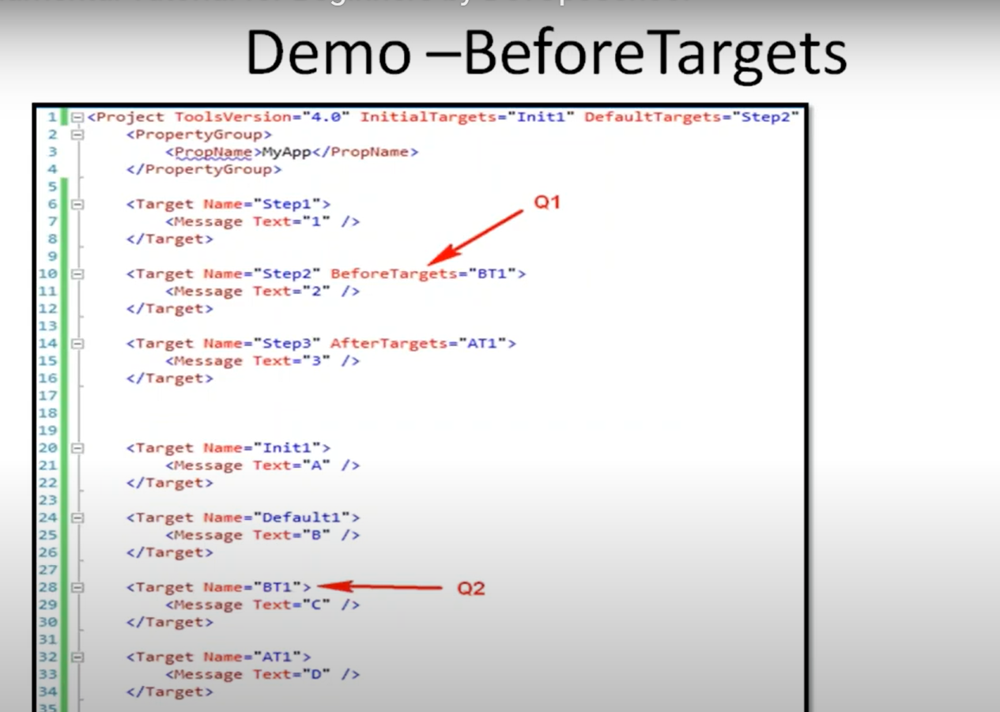 Demo –BeforeTargets
1 <Project ToolsVersion="4.0" InitialTargets="Init1" DefaultTargets="Step2"
2 <PropertyGroup>
3 <PropName>MyApp</PropName>
4 </PropertyGroup>
5
Q1
6 <Target Name="Step1">
7 <Message Text="1" />
8 </Target>
9
10 <Target Name="Step2" BeforeTargets="BT1">
11 <Message Text="2" />
12 </Target>
13
14 <Target Name="Step3" AfterTargets="AT1">
15 <Message Text="3" />
16 </Target>
17
18
19
20 <Target Name="Init1">
21 <Message Text="A" />
22 </Target>
23
24 <Target Name="Default1">
25 <Message Text="B" />
26 </Target>
27
28 <Target Name="BT1"> Q2
29 <Message Text="C" />
30 </Target>
31
32 <Target Name="AT1">
33 <Message Text="D" />
34 </Target>
35